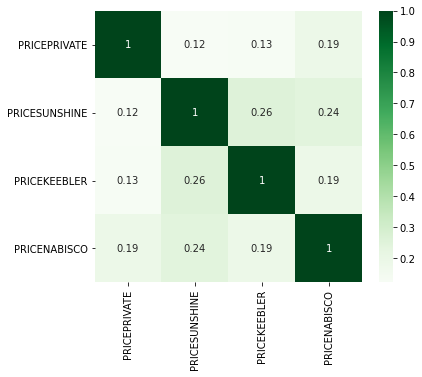 PRICEPRIVATE 1 0.12 0.13 0.19
PRICESUNSHINE 0.12 1 0.26 0.24
PRICEKEEBLER 0.13 0.26 1 0.19
PRICENABISCO 0.19 0.24 0.19 1
PRICEPRIVATE
PRICESUNSHINE
PRICEKEEBLER
PRICENABISCO
1.0
0.9
0.8
0.7
0.6
0.5
0.4
0.3
0.2